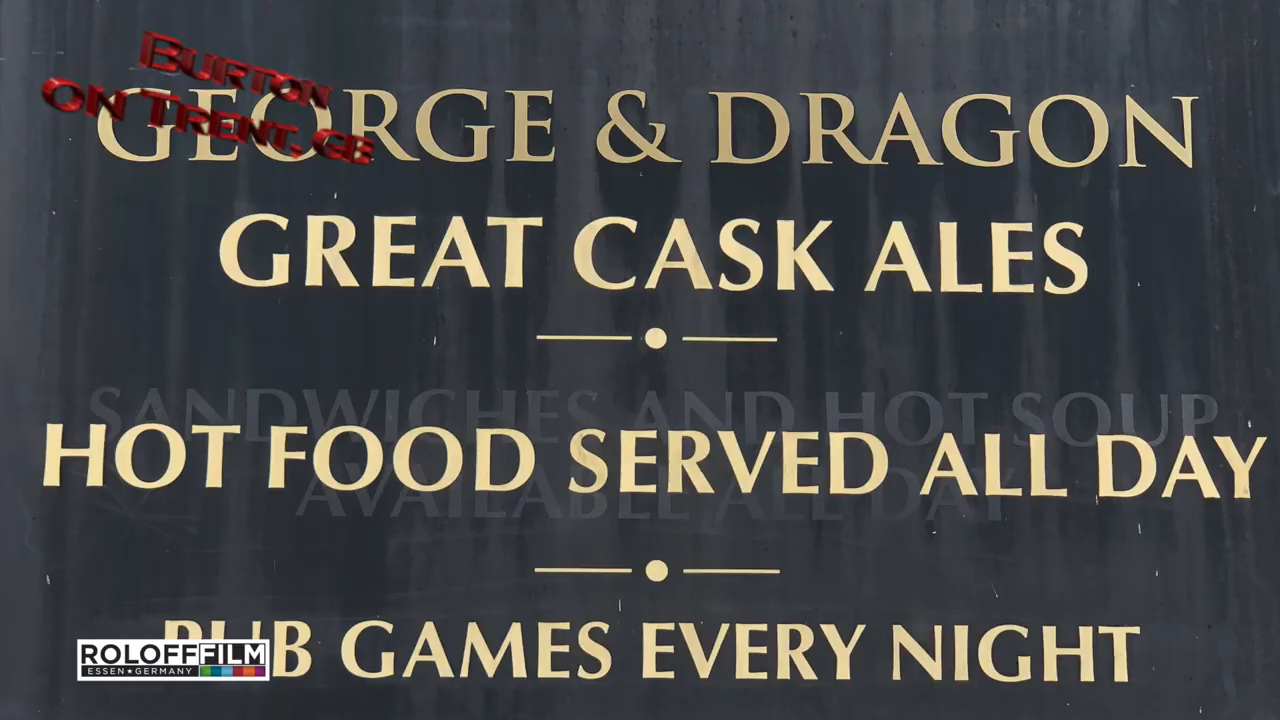 BURTON
ON TRENT, GB
GEORGE & DRAGON
GREAT CASK ALES
SANDWICHES AND HOT SOUP
HOT FOOD SERVED ALL DAY
AVAILABLE ALL DAY
PUB GAMES EVERY NIGHT
ROLOFFFILM
ESSEN★GERMANY